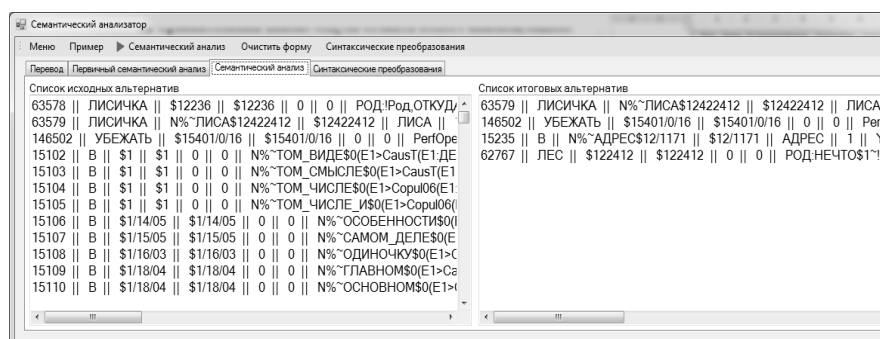 Семантический анализатор
Меню Пример Семантический анализ Очистить форму Синтаксические преобразования
Перевод Первичный семантический анализ Семантический анализ Синтаксические преобразования
Список исходных альтернатив
63578 || ЛИСИЧКА || $12236 || $12236 || 0 || 0 || РОД:!Род,ОТКУДА
63579 || ЛИСИЧКА || N%~ЛИСА$12422412 || $12422412 || ЛИСА ||
146502 || УБЕЖАТЬ || $15401/0/16 || $15401/0/16 || 0 || 0 || PerfOpe
15102 || В || $1 || $1 || 0 || 0 || N%~ТОМ_ВИДЕ$0(E1>CausT(E1:ДЕ
15103 || В || $1 || $1 || 0 || 0 || N%~ТОМ_СМЫСЛЕ$0(E1>CausT(E1
15104 || В || $1 || $1 || 0 || 0 || N%~ТОМ_ЧИСЛЕ$0(E1>Copul06(E1:
15105 || В || $1 || $1 || 0 || 0 || N%~ТОМ_ЧИСЛЕ_И$0(E1>Copul06(
15106 || В || $1/14/05 || $1/14/05 || 0 || 0 || N%~ОСОБЕННОСТИ$0(
15107 || В || $1/15/05 || $1/15/05 || 0 || 0 || N%~САМОМ_ДЕЛЕ$0(E
15108 || В || $1/16/03 || $1/16/03 || 0 || 0 || N%~ОДИНОЧКУ$0(E1>C
15109 || В || $1/18/04 || $1/18/04 || 0 || 0 || N%~ГЛАВНОМ$0(E1>Ca
15110 || В || $1/18/04 || $1/18/04 || 0 || 0 || N%~ОСНОВНОМ$0(E1>
Список итоговых альтернатив
63579 || ЛИСИЧКА || N%~ЛИСА$12422412 || $12422412 || ЛИСА
146502 || УБЕЖАТЬ || $15401/0/16 || $15401/0/16 || 0 || 0 || Per
15235 || В || N%~АДРЕС$12/1171 || $12/1171 || АДРЕС || 1 ||
62767 || ЛЕС || $122412 || $122412 || 0 || 0 || РОД:НЕЧТО$1~!